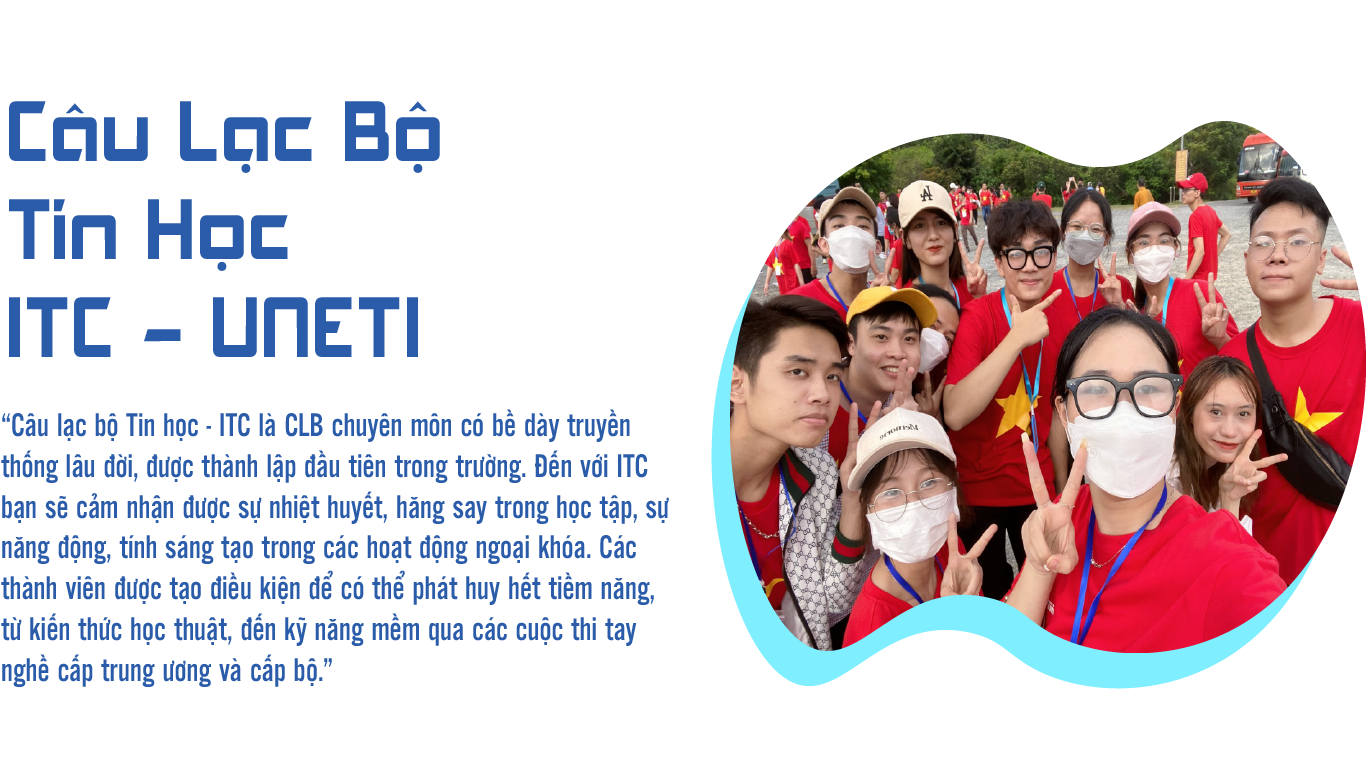 Câu Lạc Bộ
Tin Học
ITC - UNETI
“Câu lạc bộ Tin học - ITC là CLB chuyên môn có bề dày truyền
thống lâu đời, được thành lập đầu tiên trong trường. Đến với ITC
bạn sẽ cảm nhận được sự nhiệt huyết, hăng say trong học tập, sự
năng động, tính sáng tạo trong các hoạt động ngoại khóa. Các
thành viên được tạo điều kiện để có thể phát huy hết tiềm năng,
từ kiến thức học thuật, đến kỹ năng mềm qua các cuộc thi tay
nghề cấp trung ương và cấp bộ.”